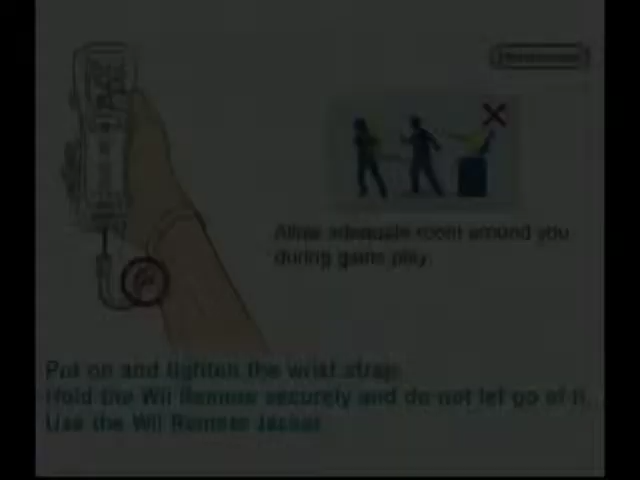 Allow adequate room around you
during game play.
Put on and tighten the wrist strap.
Hold the Wii Remote securely and do not let go of it.
Use the Wii Remote Jacket.